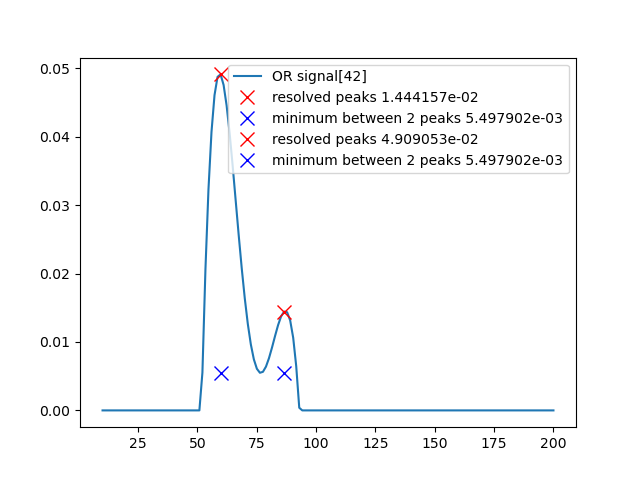 0.05
0.04
0.03
0.02
0.01
0.00
OR signal[42]
resolved peaks 1.444157e-02
minimum between 2 peaks 5.497902e-03
resolved peaks 4.909053e-02
minimum between 2 peaks 5.497902e-03
25 50 75 100 125 150 175 200